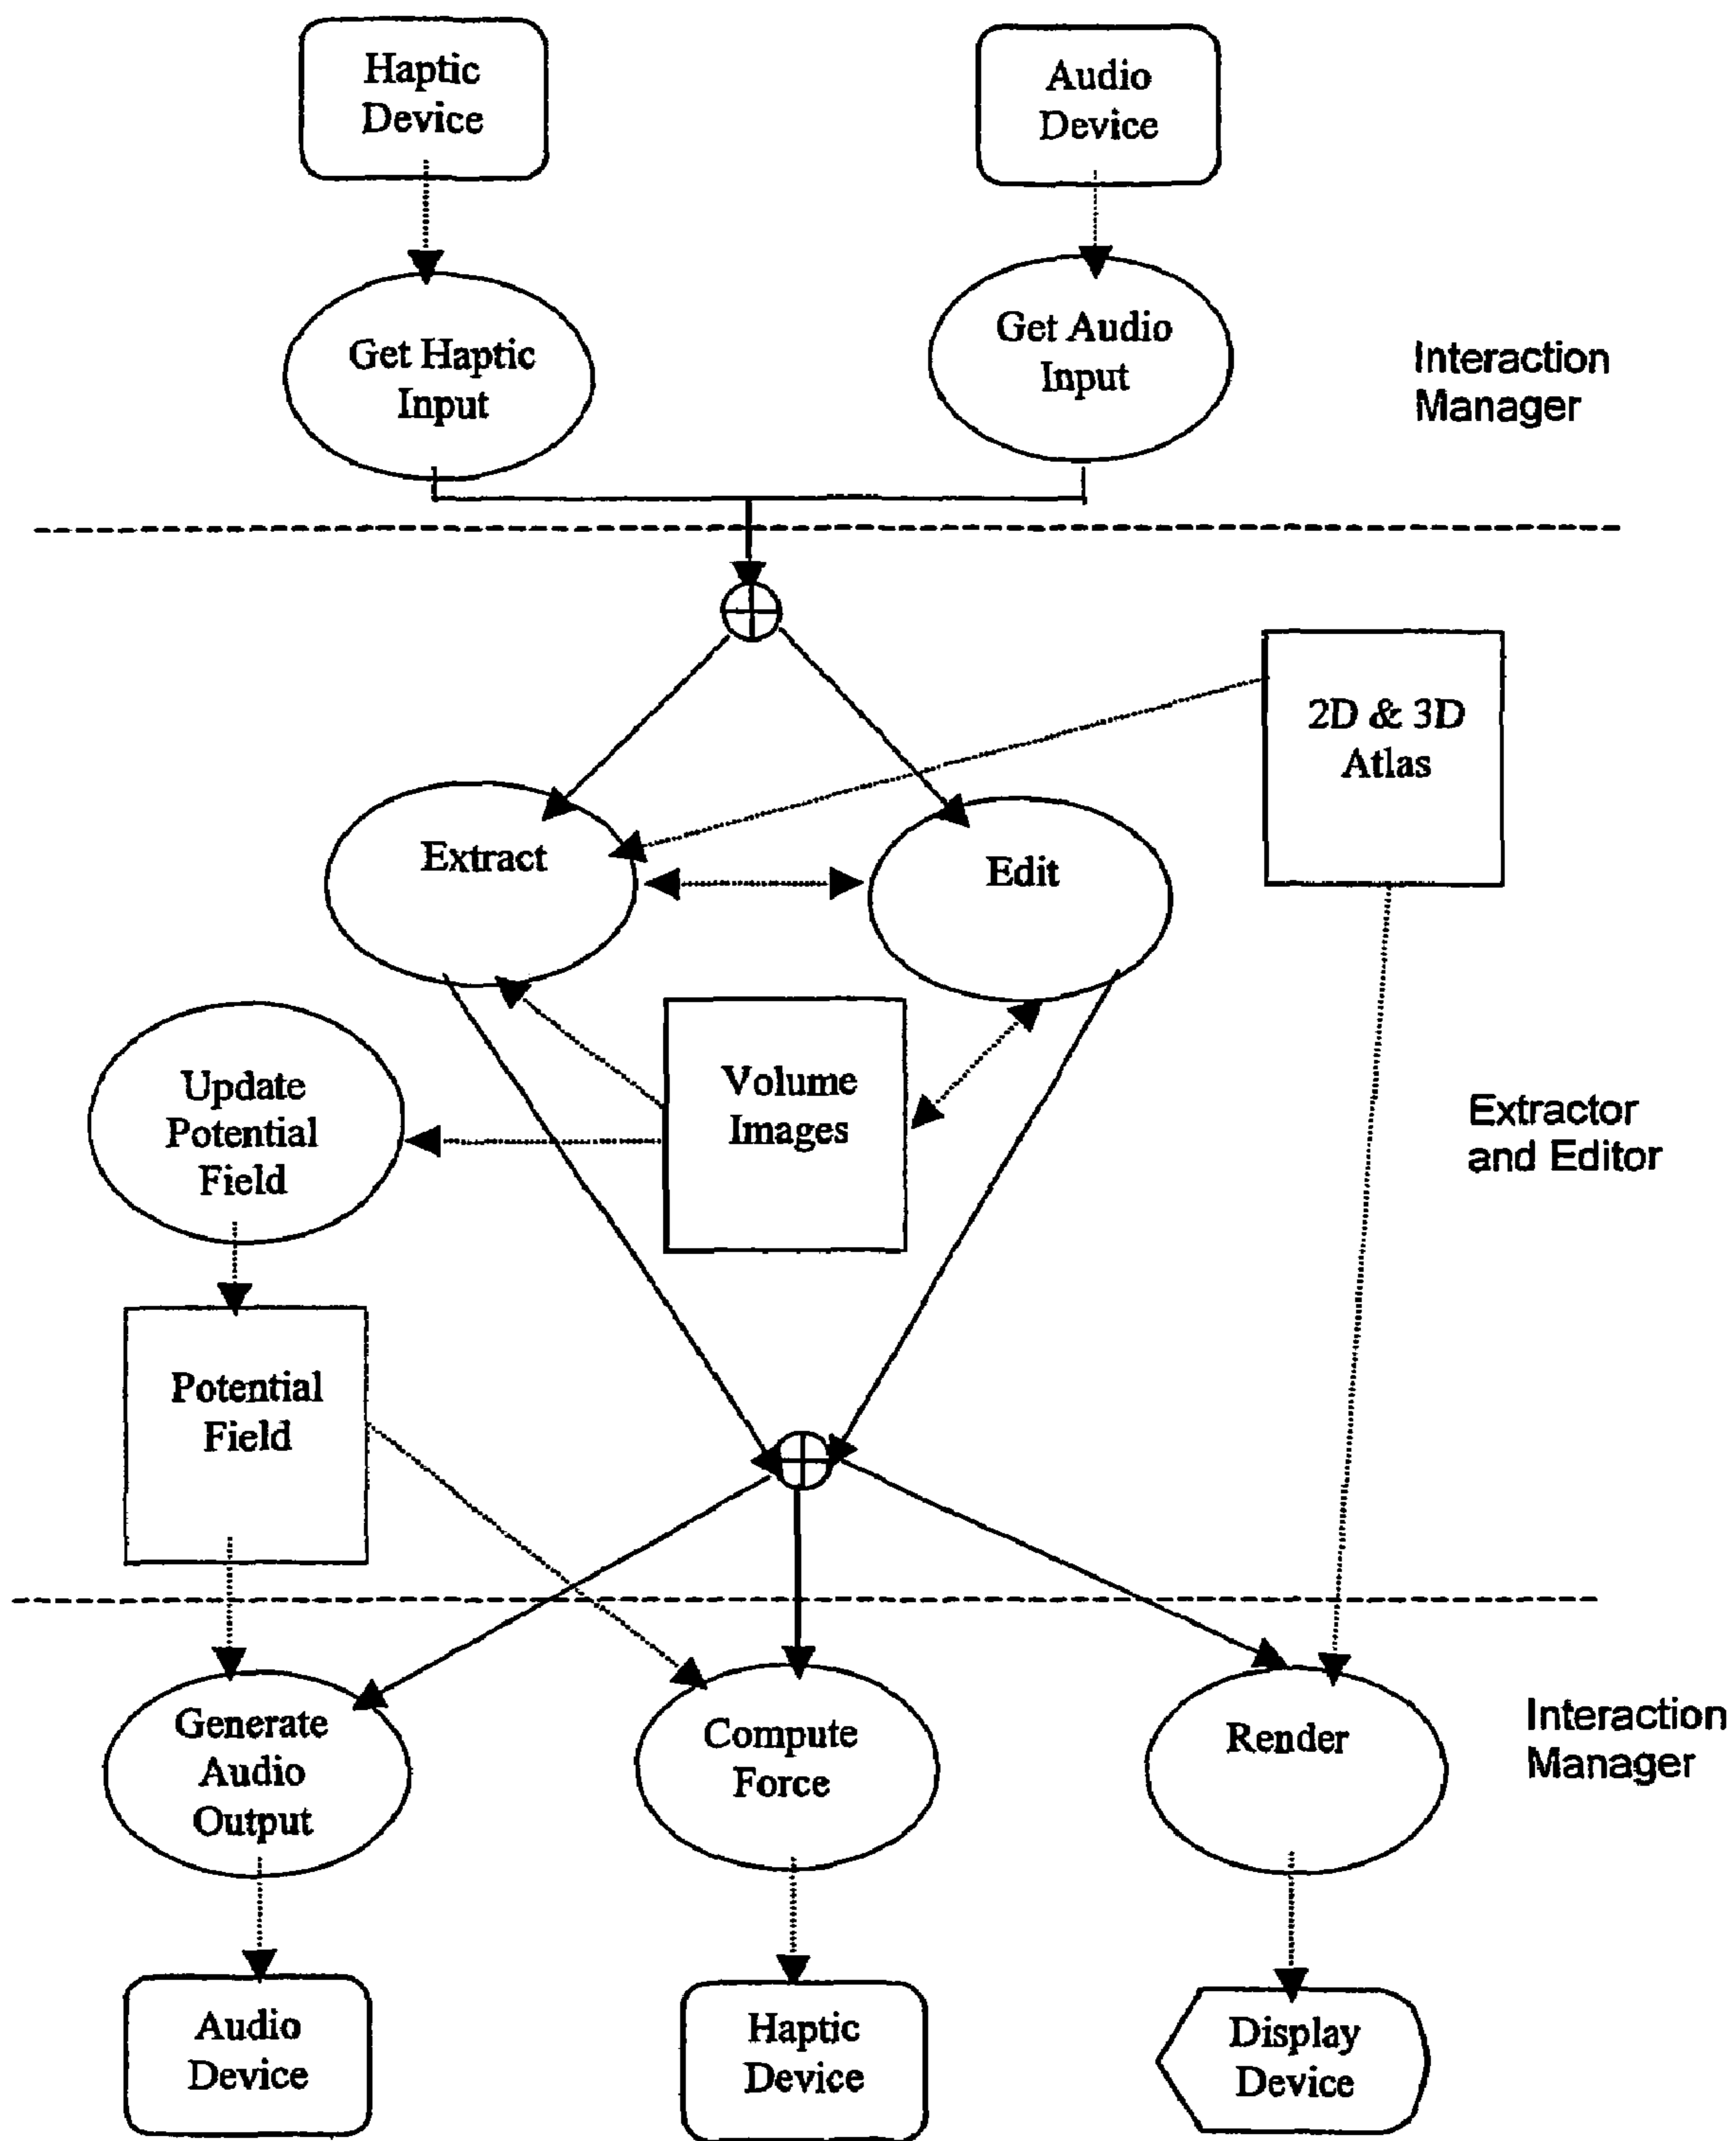 Haptic
Device
Audio
Device
Get Haptic
Input
Get Audio
Input
Interaction
Manager
2D & 3D
Atlas
Extract
Edit
Update
Potential
Field
Volume
Images
Extractor
and Editor
Potential
Field
Generate
Audio
Output
Compute
Force
Render
Interaction
Manager
Audio
Device
Haptic
Device
Display
Device